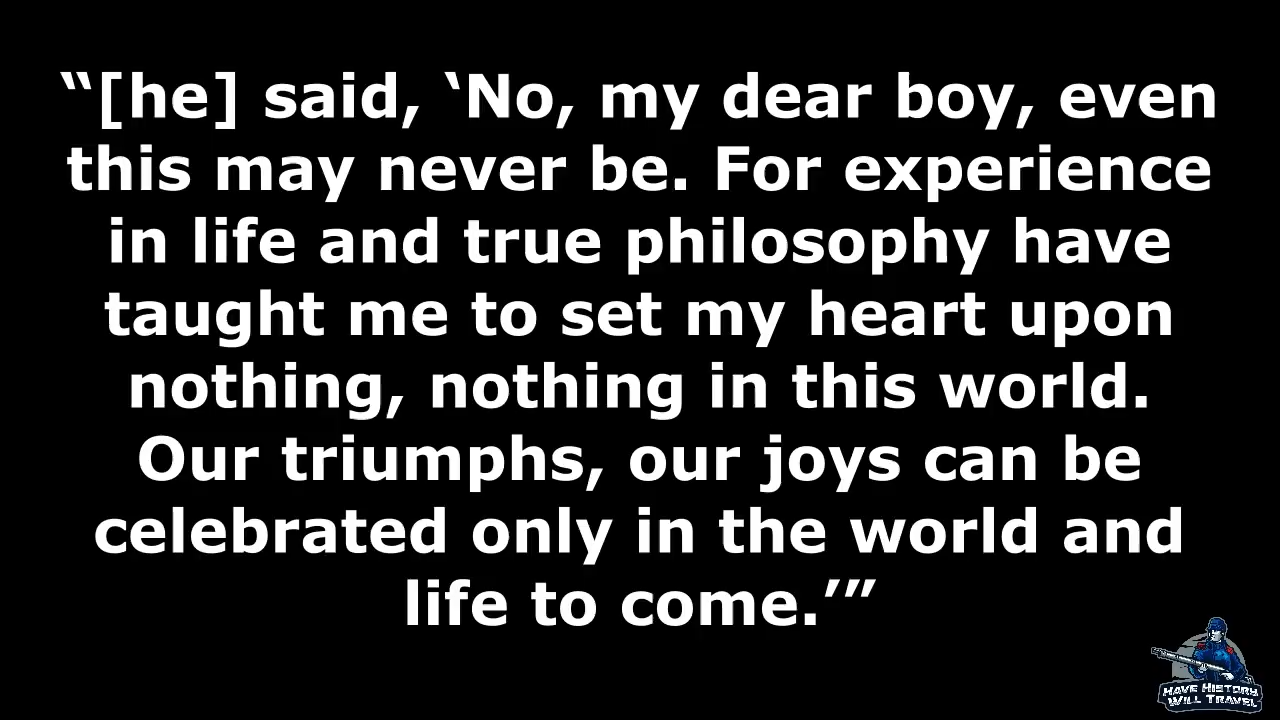 “[he] said, ‘No, my dear boy, even
this may never be. For experience
in life and true philosophy have
taught me to set my heart upon
nothing, nothing in this world.
Our triumphs, our joys can be
celebrated only in the world and
life to come.’”
HAVE HISTORY
WILL TRAVEL